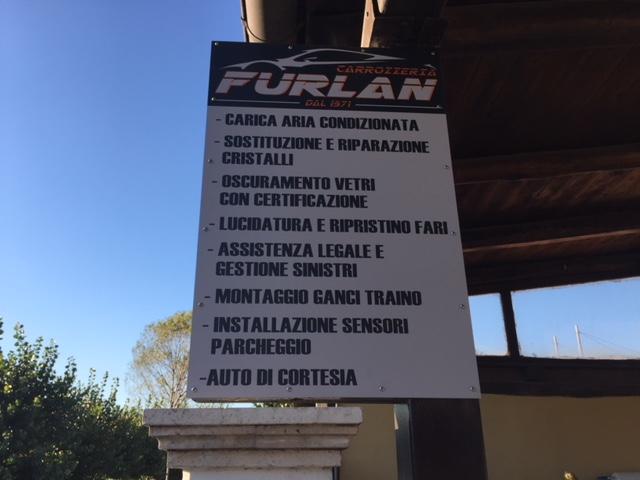 CARROZZERIA
FURLAN
DAL 1971
- CARICA ARIA CONDIZIONATA
- SOSTITUZIONE E RIPARAZIONE
CRISTALLI
- OSCURAMENTO VETRI
CON CERTIFICAZIONE
- LUCIDATURA E RIPRISTINO FARI
- ASSISTENZA LEGALE E
GESTIONE SINISTRI
- MONTAGGIO GANCI TRAINO
- INSTALLAZIONE SENSORI
PARCHEGGIO
-AUTO DI CORTESIA